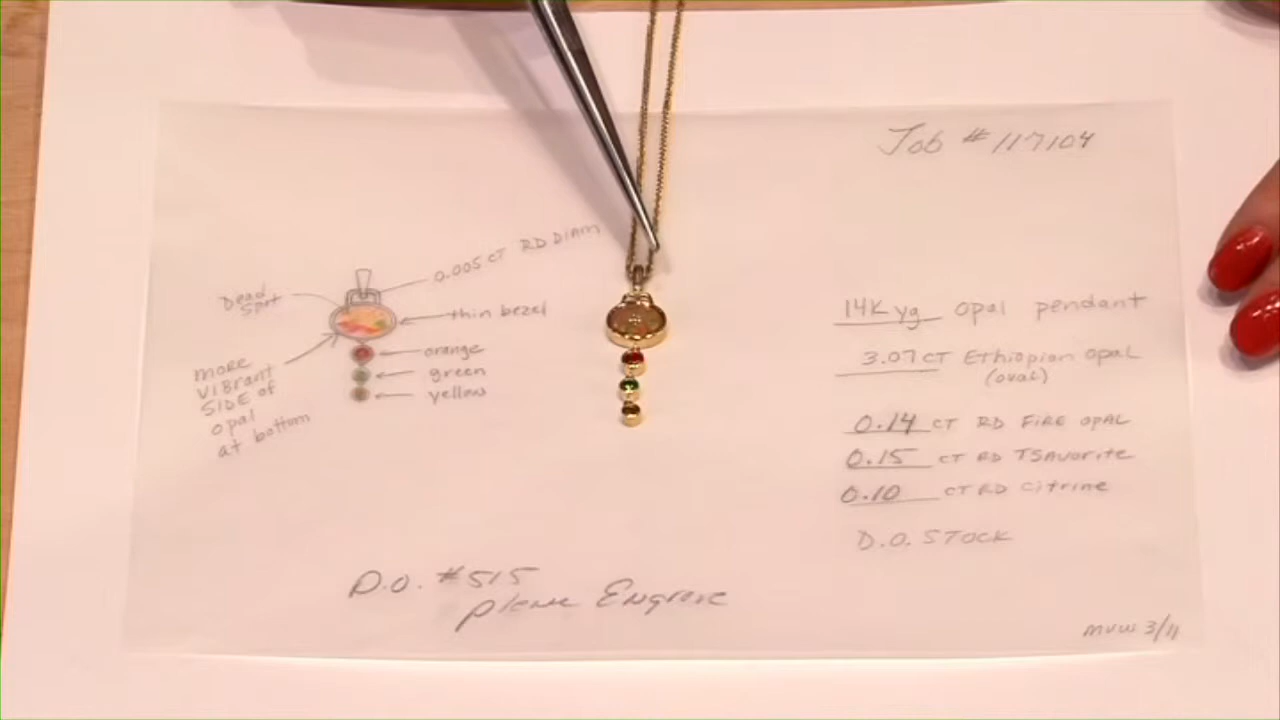 Job # 117104
0.005 CT RD DIAM
Dead
Spot
thin bezel
orange
green
yellow
more
VIBRANT
SIDE OF
opal
at bottom
14K yg opal pendant
3.07 CT Ethiopian opal
(oval)
0.14 CT RD FIRE OPAL
0.15 CT RD TSAVORITE
0.10 CT RD Citrine
D.O. STOCK
D.O. #515
please Engrave
MVW 3/11